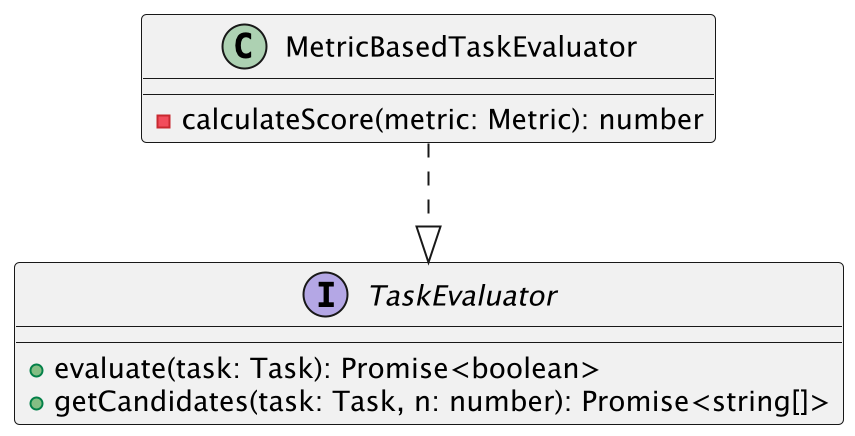 C MetricBasedTaskEvaluator
calculateScore(metric: Metric): number
I TaskEvaluator
evaluate(task: Task): Promise<boolean>
getCandidates(task: Task, n: number): Promise<string[]>